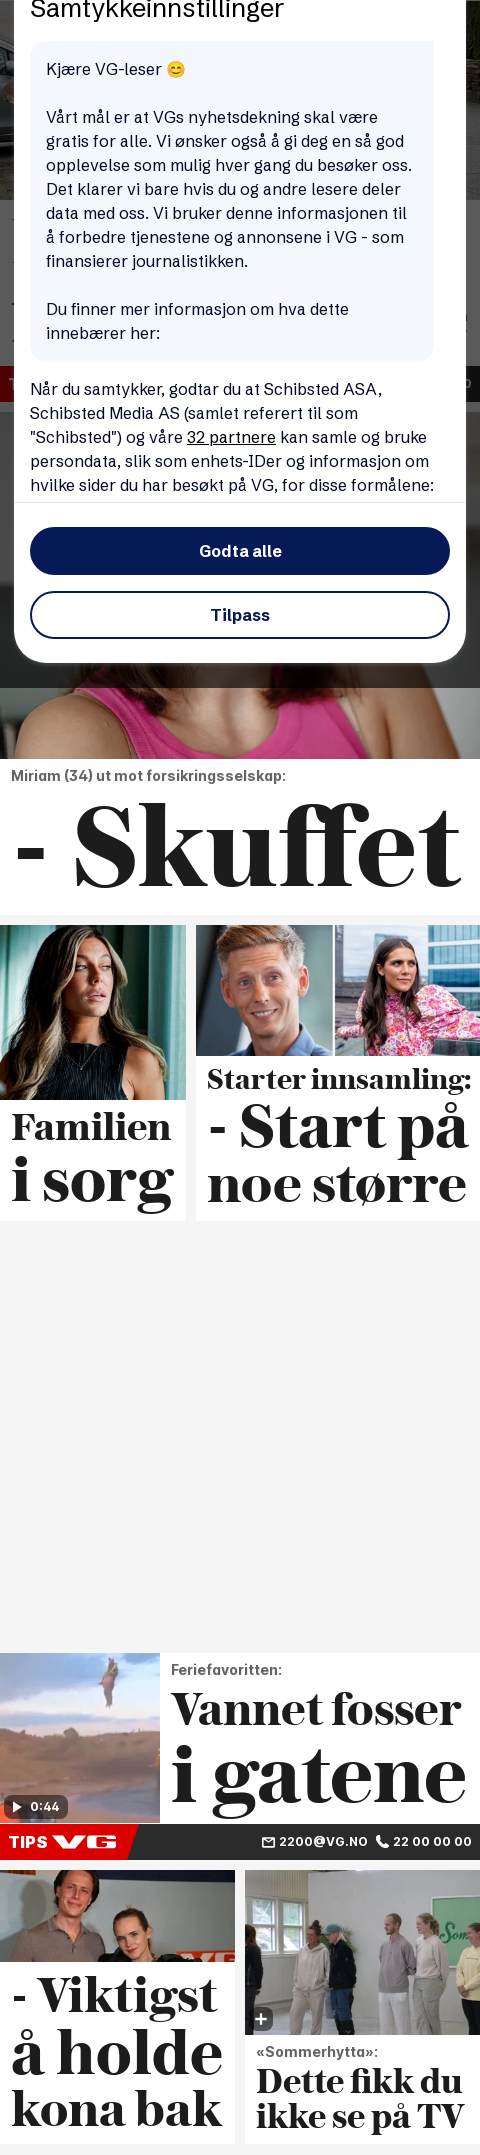 Samtykkeinnstillinger
Kjære VG-leser 😊
Vårt mål er at VGs nyhetsdekning skal være
gratis for alle. Vi ønsker også å gi deg en så god
opplevelse som mulig hver gang du besøker oss.
Det klarer vi bare hvis du og andre lesere deler
data med oss. Vi bruker denne informasjonen til
å forbedre tjenestene og annonsene i VG - som
finansierer journalistikken.
Du finner mer informasjon om hva dette
innebærer her:
Når du samtykker, godtar du at Schibsted ASA,
Schibsted Media AS (samlet referert til som
"Schibsted") og våre 32 partnere kan samle og bruke
persondata, slik som enhets-IDer og informasjon om
hvilke sider du har besøkt på VG, for disse formålene:
Godta alle
Tilpass
Miriam (34) ut mot forsikringsselskap:
- Skuffet
Familien
i sorg
Starter innsamling:
- Start på
noe større
Feriefavoritten:
Vannet fosser
i gatene
0:44
TIPS VG 2200@VG.NO 22 00 00 00
- Viktigst
å holde
kona bak
«Sommerhytta»:
Dette fikk du
ikke se på TV